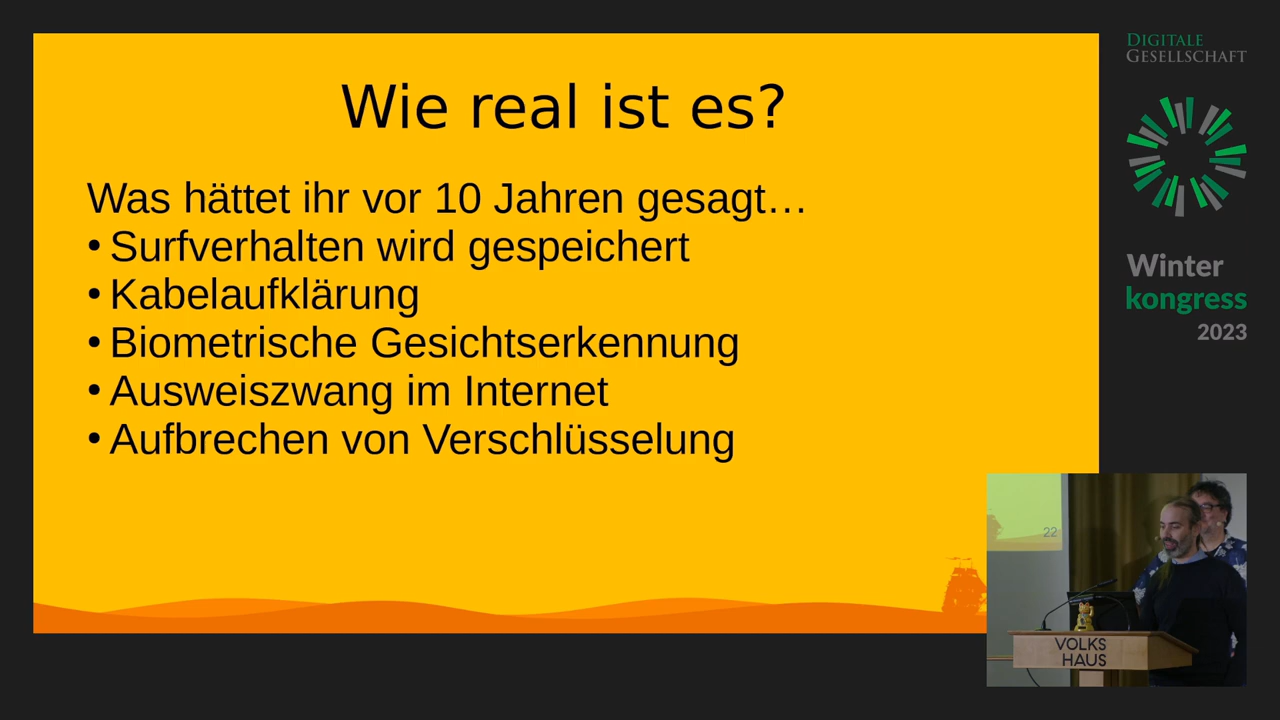 Wie real ist es?
Was hättet ihr vor 10 Jahren gesagt…
• Surfverhalten wird gespeichert
• Kabelaufklärung
• Biometrische Gesichtserkennung
• Ausweiszwang im Internet
• Aufbrechen von Verschlüsselung
DIGITALE
GESELLSCHAFT
Winter
kongress
2023
22
VOLKS
HAUS